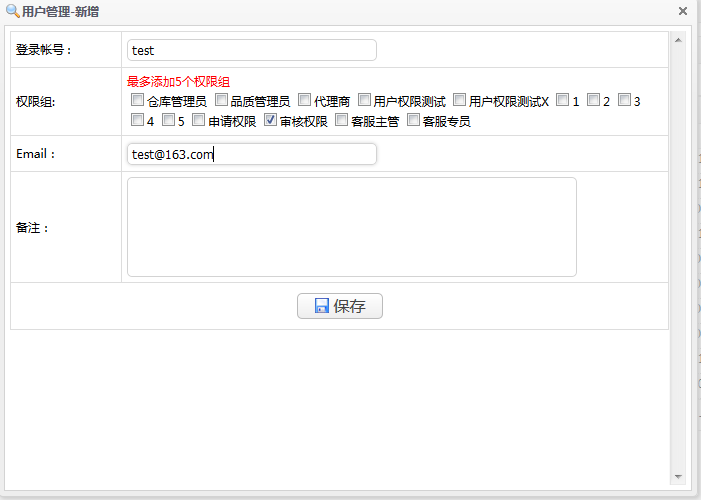 用户管理-新增
登录帐号：
test
权限组:
最多添加5个权限组
仓库管理员 品质管理员 代理商 用户权限测试 用户权限测试X 1 2 3
4 5 申请权限 审核权限 客服主管 客服专员
Email：
test@163.com
备注：
保存